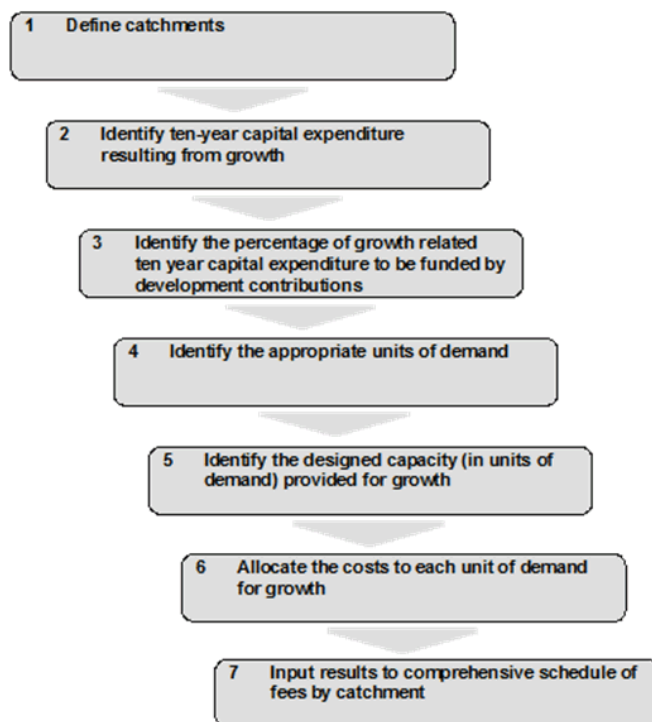 1 Define catchments
2 Identify ten-year capital expenditure
resulting from growth
3 Identify the percentage of growth related
ten year capital expenditure to be funded by
development contributions
4 Identify the appropriate units of demand
5 Identify the designed capacity (in units of
demand) provided for growth
6 Allocate the costs to each unit of demand
for growth
7 Input results to comprehensive schedule of
fees by catchment